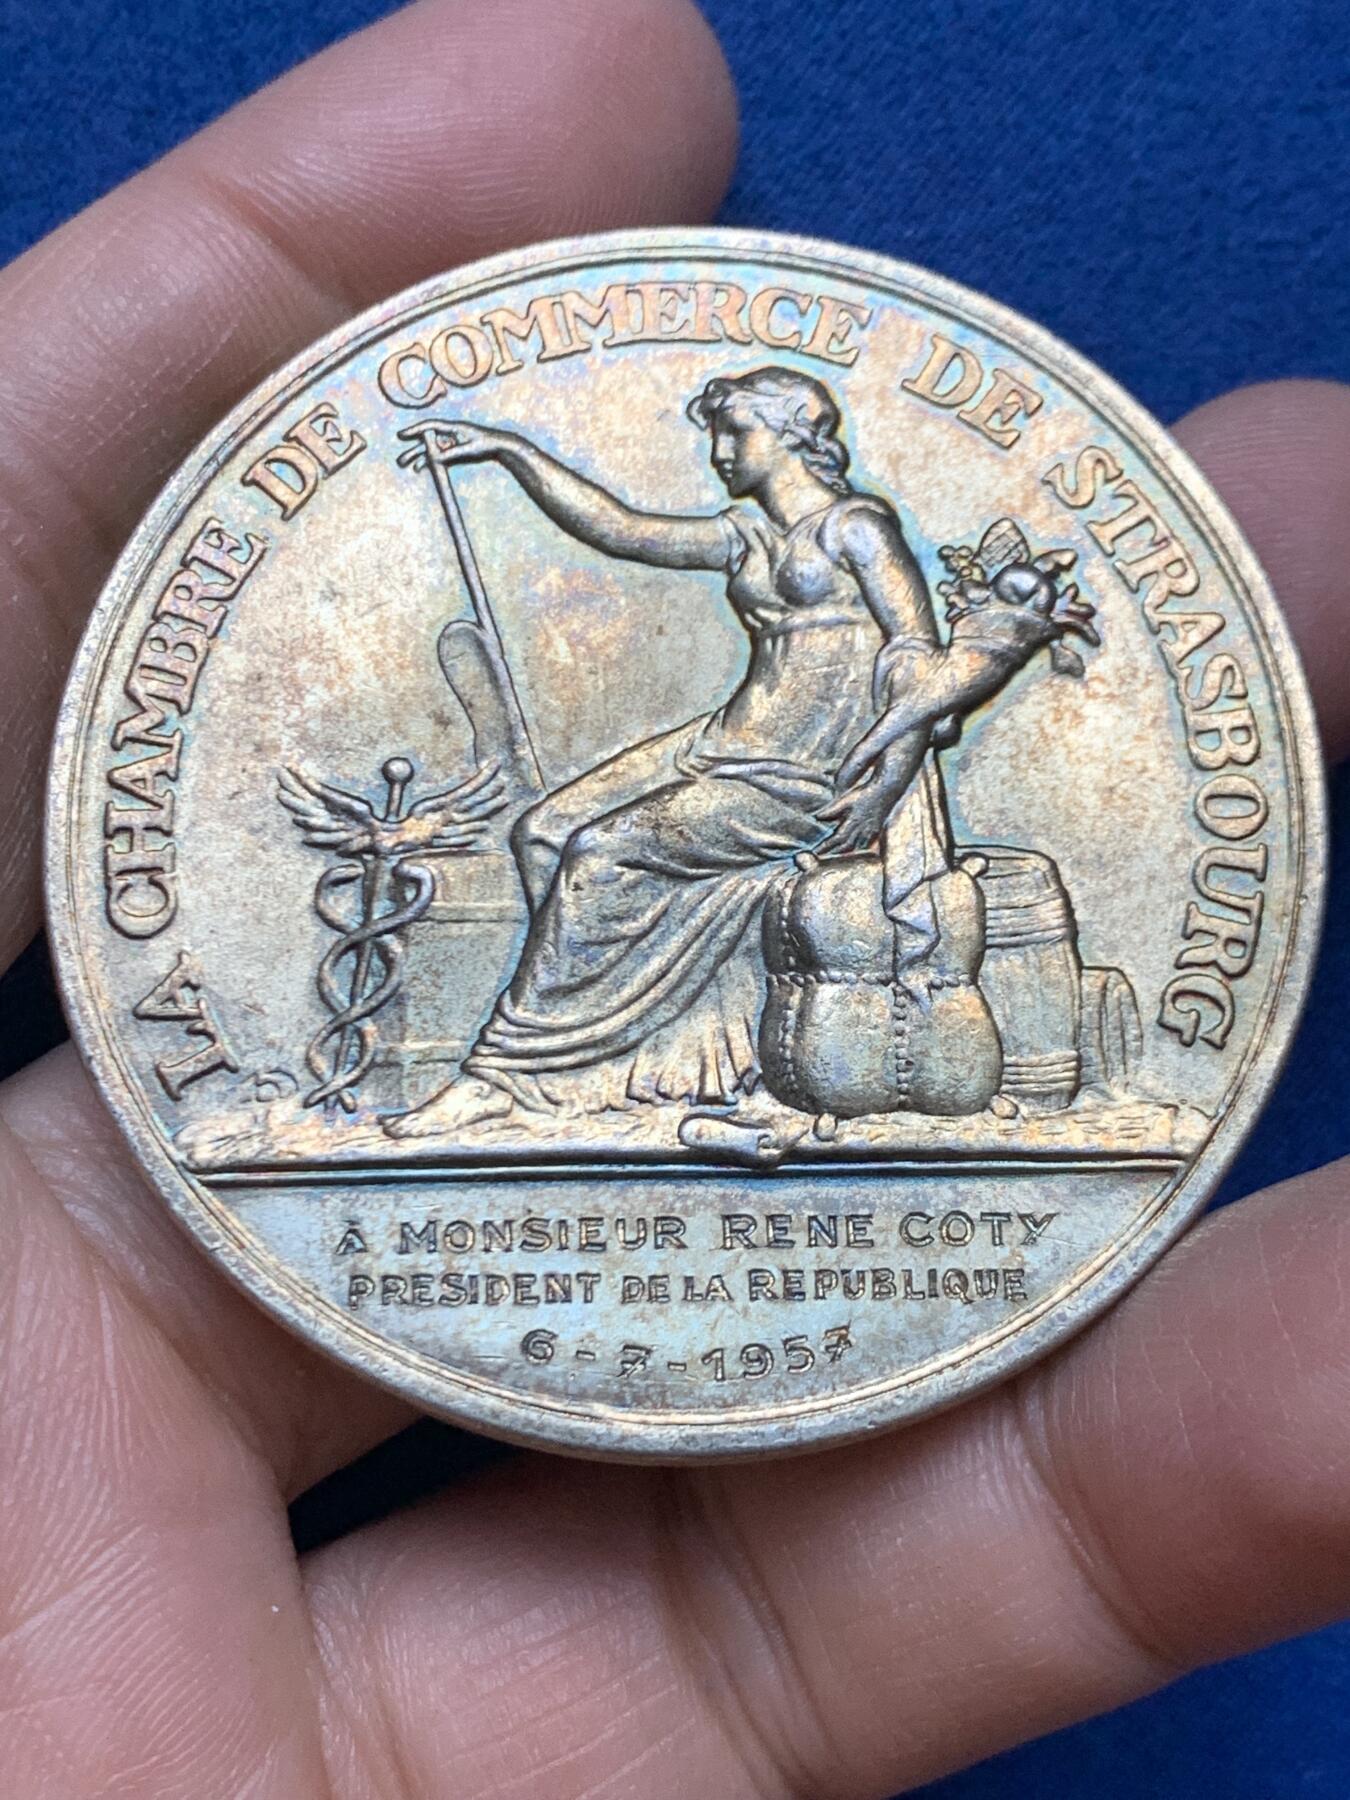 LA CHAMBRE DE COMMERCE DE STRASBOURG
A MONSIEUR RENE COTY
PRESIDENT DE LA REPUBLIQUE
6-7-1957